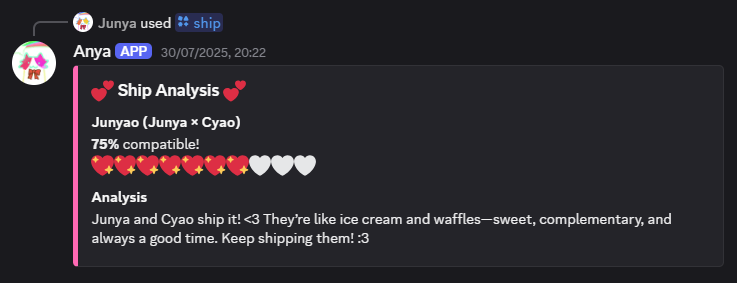 Junya used ship
Anya APP 30/07/2025, 20:22
💕 Ship Analysis 💕
Junyao (Junya × Cyao)
75% compatible!
💖💖💖💖💖💖💖🤍🤍🤍
Analysis
Junya and Cyao ship it! <3 They’re like ice cream and waffles—sweet, complementary, and
always a good time. Keep shipping them! :3